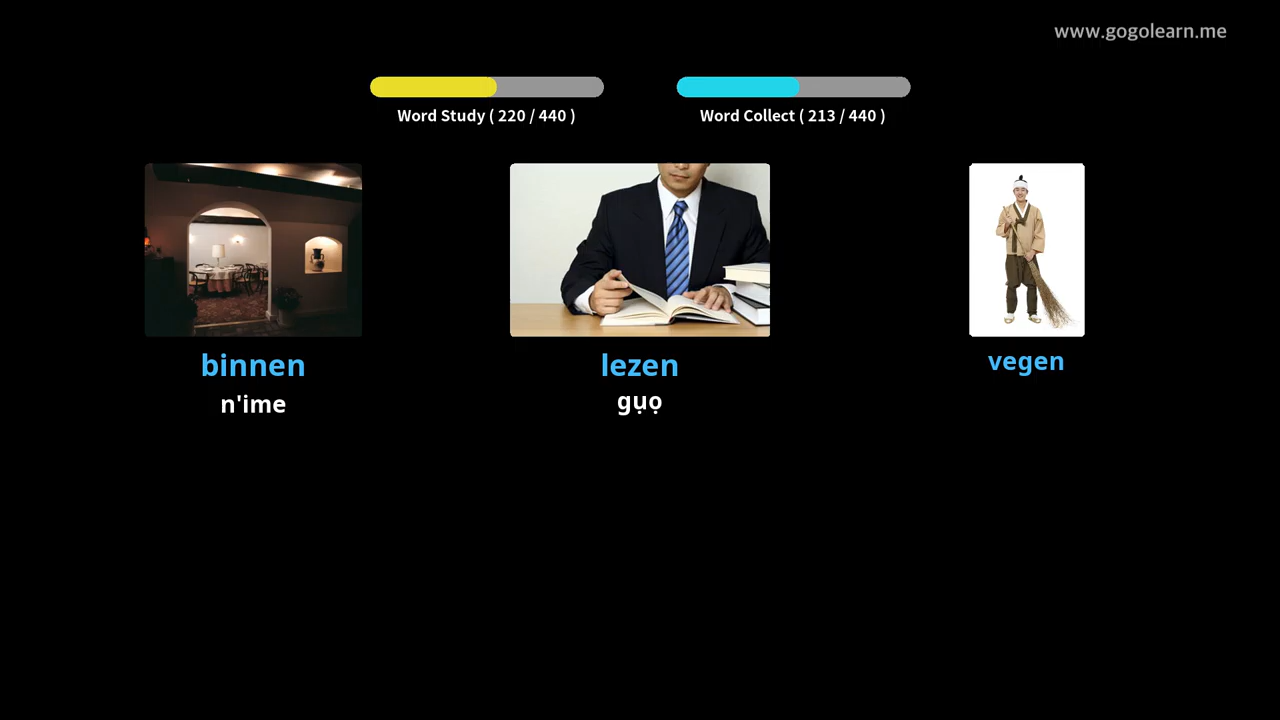 www.gogolearn.me
Word Study ( 220 / 440 )
Word Collect ( 213 / 440 )
binnen
lezen
vegen
n'ime
gụọ